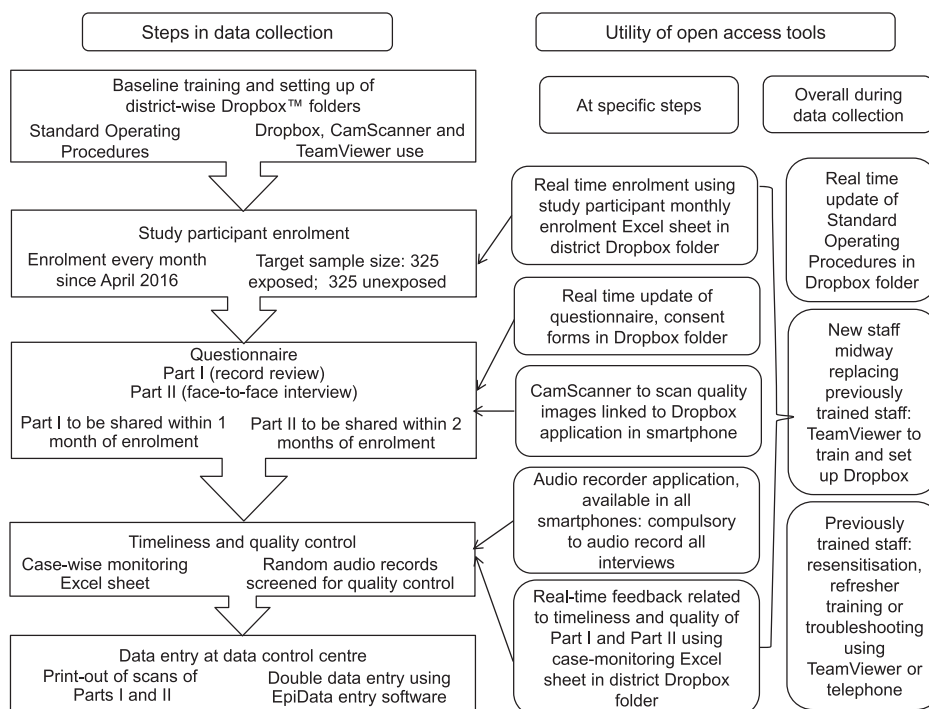 Steps in data collection
Utility of open access tools
Baseline training and setting up of
district-wise Dropbox™ folders
Standard Operating
Procedures
Dropbox, CamScanner and
TeamViewer use
Study participant enrolment
Enrolment every month
since April 2016
Target sample size: 325
exposed; 325 unexposed
Questionnaire
Part I (record review)
Part II (face-to-face interview)
Part I to be shared within 1
month of enrolment
Part II to be shared within 2
months of enrolment
Timeliness and quality control
Case-wise monitoring
Excel sheet
Random audio records
screened for quality control
Data entry at data control centre
Print-out of scans of
Parts I and II
Double data entry using
EpiData entry software
At specific steps
Real time enrolment using
study participant monthly
enrolment Excel sheet in
district Dropbox folder
Real time update of
questionnaire, consent
forms in Dropbox folder
CamScanner to scan quality
images linked to Dropbox
application in smartphone
Audio recorder application,
available in all
smartphones: compulsory
to audio record all
interviews
Real-time feedback related
to timeliness and quality of
Part I and Part II using
case-monitoring Excel
sheet in district Dropbox
folder
Overall during
data collection
Real time
update of
Standard
Operating
Procedures in
Dropbox folder
New staff
midway
replacing
previously
trained staff:
TeamViewer to
train and set
up Dropbox
Previously
trained staff:
resensitisation,
refresher
training or
troubleshooting
using
TeamViewer or
telephone